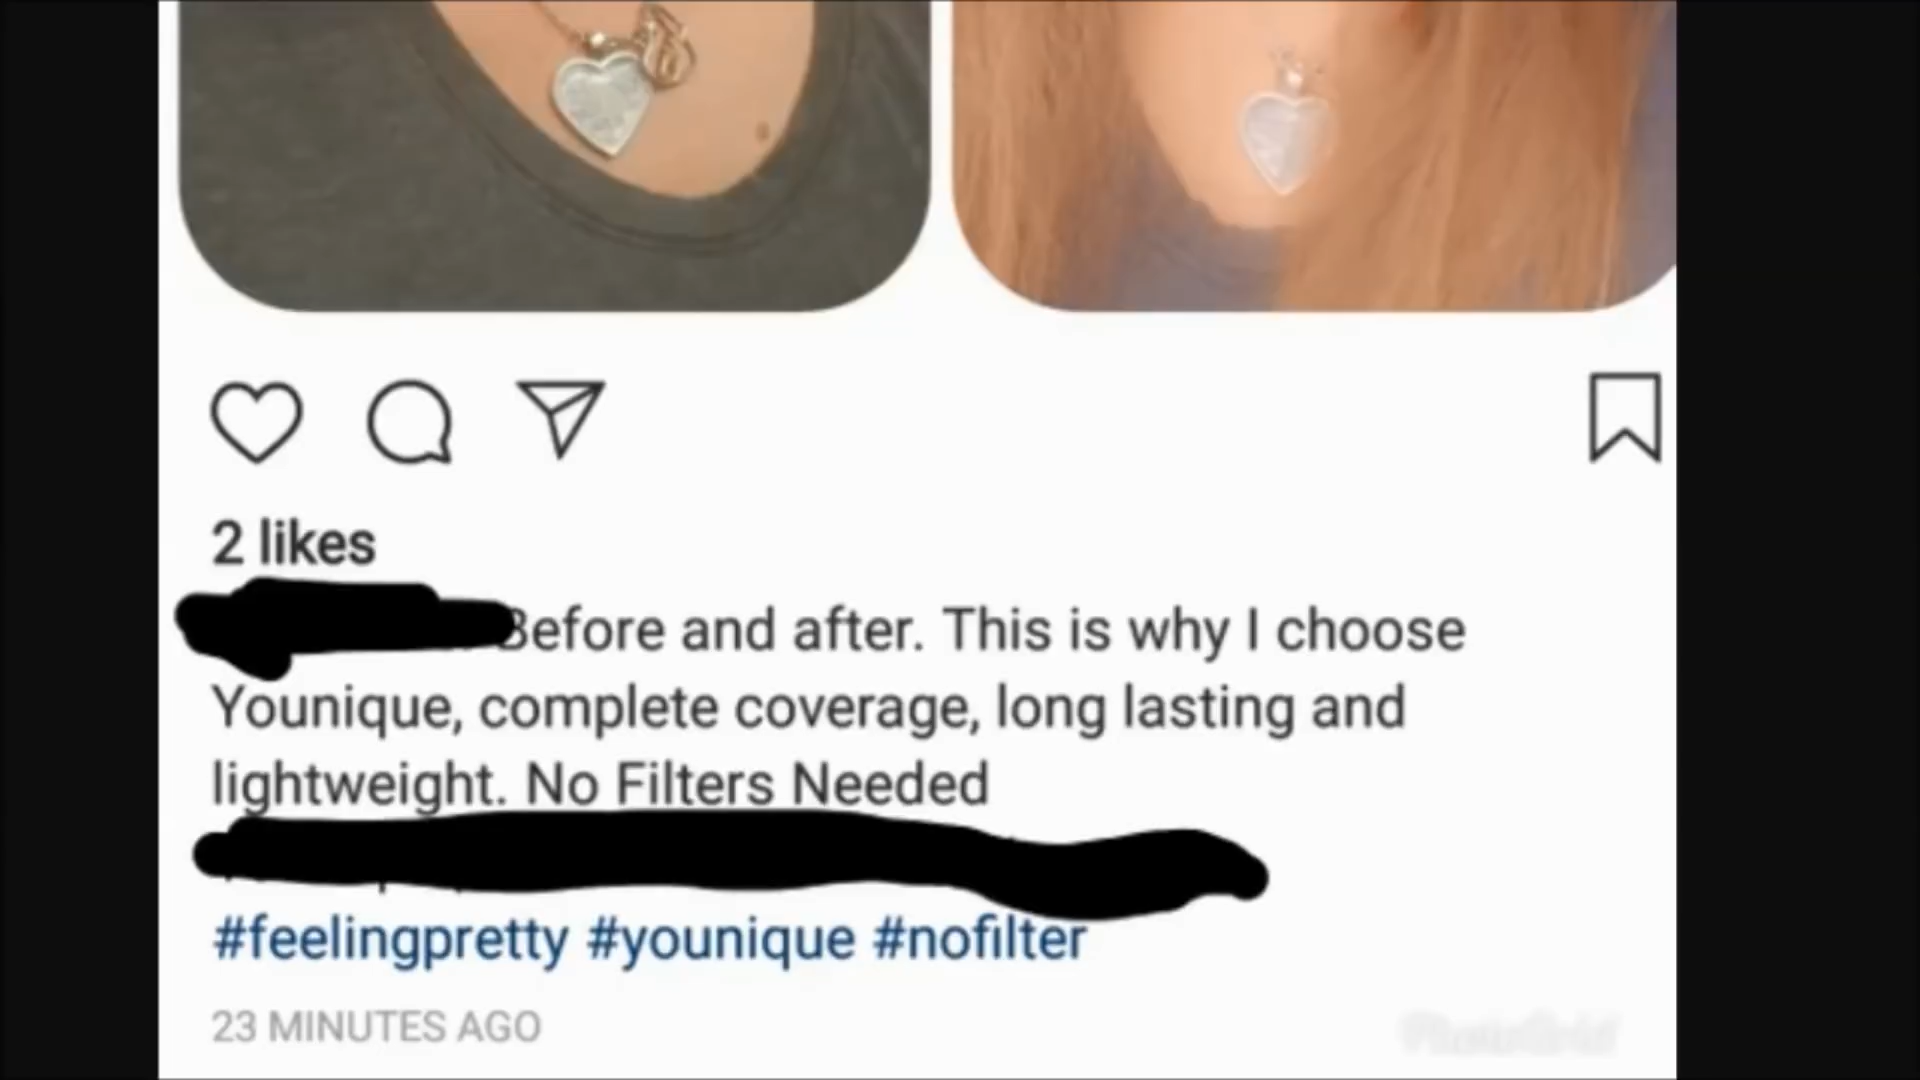 2 likes
Before and after. This is why I choose
Younique, complete coverage, long lasting and
lightweight. No Filters Needed
#feelingpretty #younique #nofilter
23 MINUTES AGO
PhotoGrid